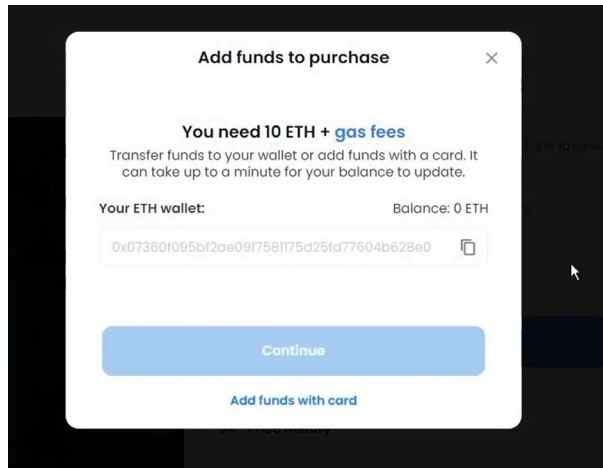 Add funds to purchase
You need 10 ETH + gas fees
Transfer funds to your wallet or add funds with a card. It
can take up to a minute for your balance to update.
Your ETH wallet:
Balance: 0 ETH
0x07360f095bf2ae09f7581175d25fd77604b628e0
Continue
Add funds with card